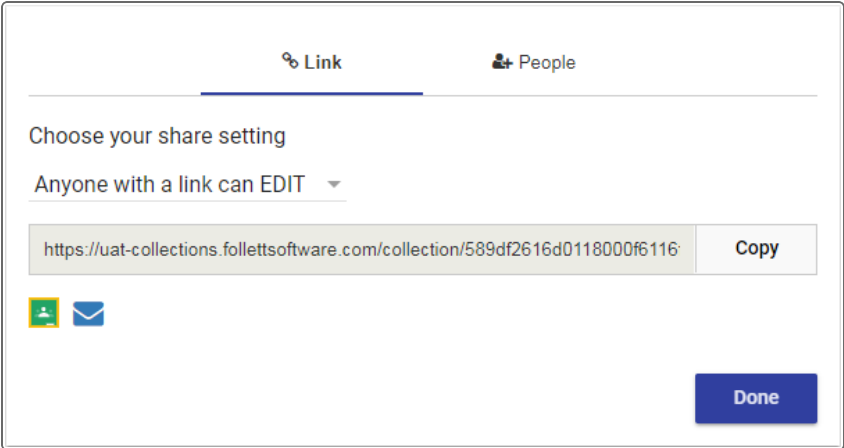 Link People
Choose your share setting
Anyone with a link can EDIT
https://uat-collections.follettsoftware.com/collection/589df2616d0118000f6116 Copy
Done